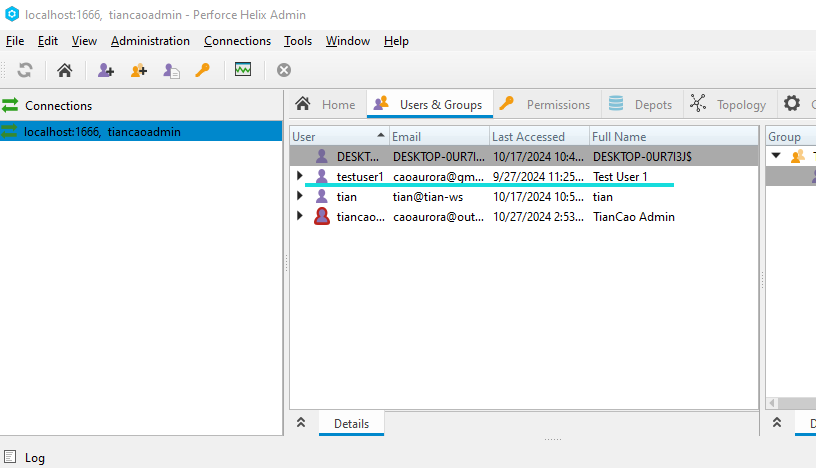 localhost:1666,  tiancaoadmin - Perforce Helix Admin
File Edit View Administration Connections Tools Window Help
Connections
localhost:1666,  tiancaoadmin
Home Users & Groups Permissions Depots Topology
User Email Last Accessed Full Name
DESKT... DESKTOP-0UR7I... 10/17/2024 10:4... DESKTOP-0UR7I3J$
testuser1 caoaurora@gm... 9/27/2024 11:25... Test User 1
tian tian@tian-ws 10/17/2024 10:5... tian
tiancao... caoaurora@out... 10/27/2024 2:53... TianCao Admin
Group
Details
Log